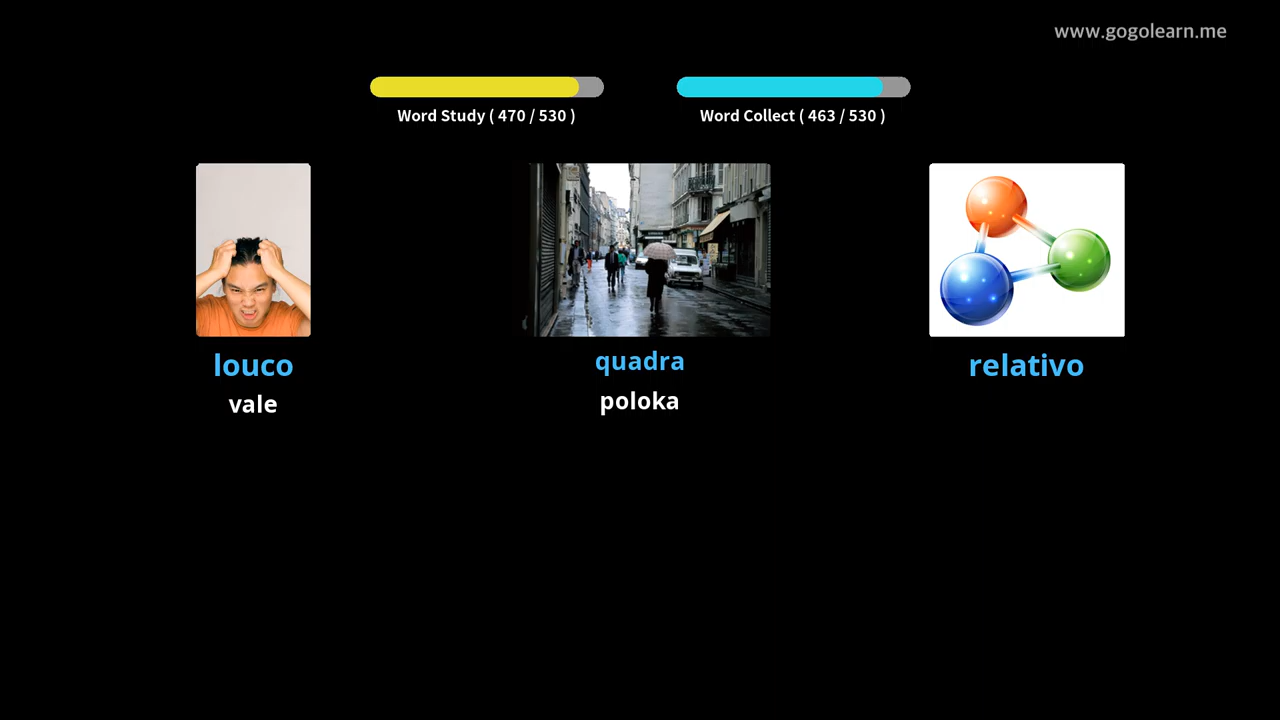 www.gogolearn.me
Word Study ( 470 / 530 )
Word Collect ( 463 / 530 )
louco
vale
quadra
poloka
relativo